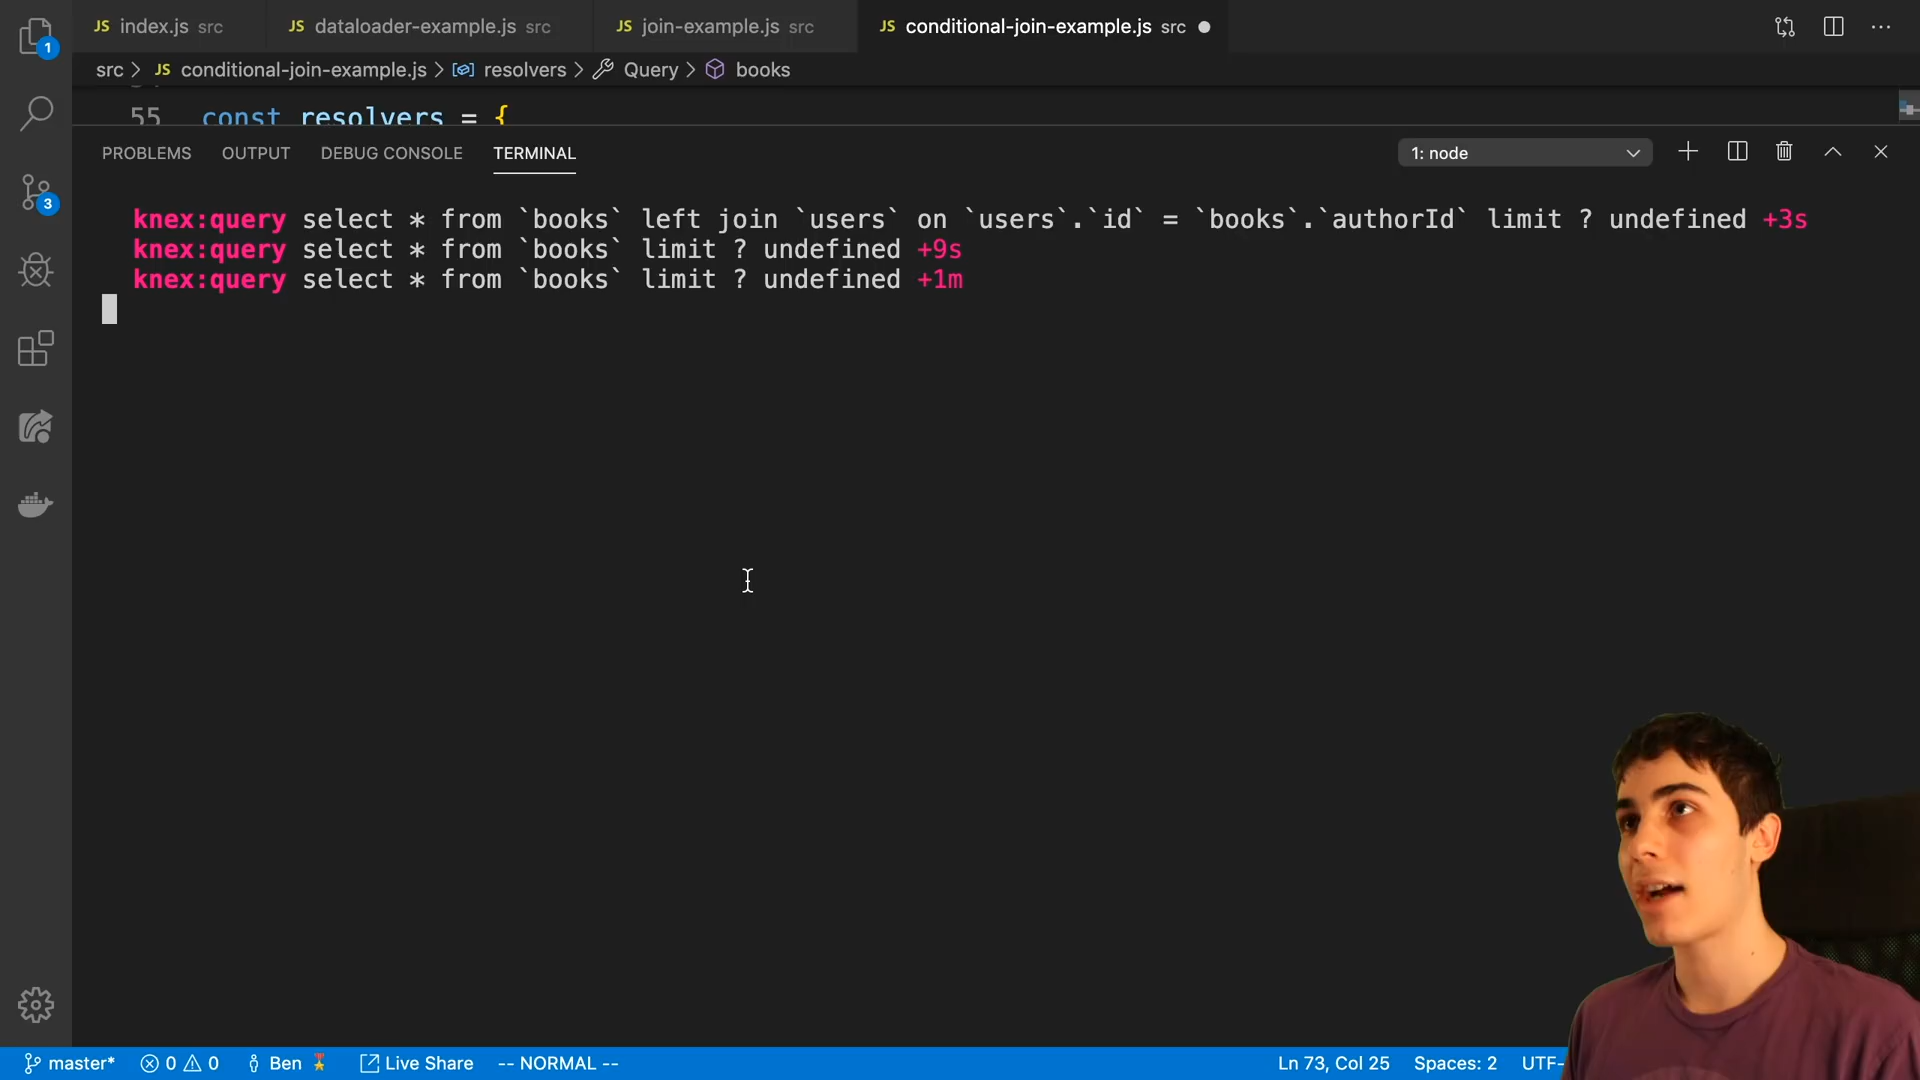 JS index.js src JS dataloader-example.js src JS join-example.js src JS conditional-join-example.js src
1
src > JS conditional-join-example.js > resolvers > Query > books
55 const resolvers = {
PROBLEMS OUTPUT DEBUG CONSOLE TERMINAL 1: node
3
knex:query select * from `books` left join `users` on `users`.`id` = `books`.`authorId` limit ? undefined +3s
knex:query select * from `books` limit ? undefined +9s
knex:query select * from `books` limit ? undefined +1m
master* 0 0 Ben Live Share -- NORMAL -- Ln 73, Col 25 Spaces: 2 UTF-